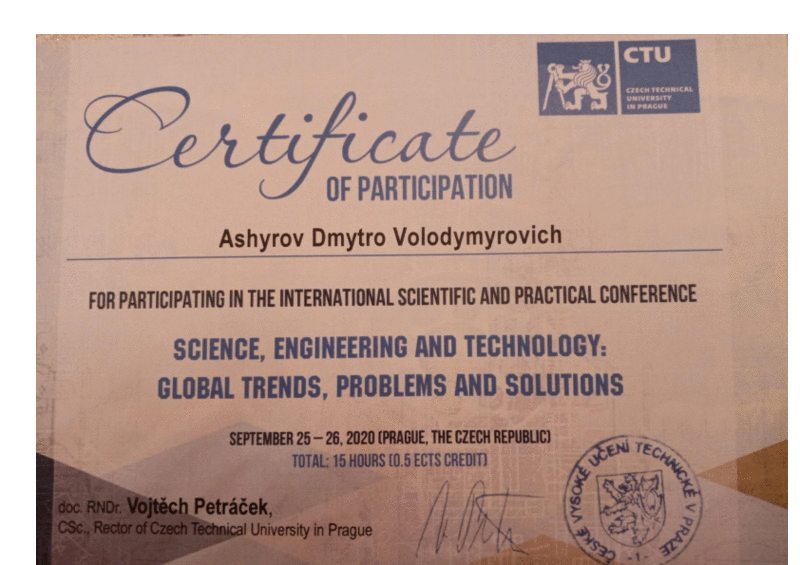 CTU
CZECH TECHNICAL
UNIVERSITY
IN PRAGUE
Certificate
OF PARTICIPATION
Ashyrov Dmytro Volodymyrovich
FOR PARTICIPATING IN THE INTERNATIONAL SCIENTIFIC AND PRACTICAL CONFERENCE
SCIENCE, ENGINEERING AND TECHNOLOGY:
GLOBAL TRENDS, PROBLEMS AND SOLUTIONS
SEPTEMBER 25 – 26, 2020 (PRAGUE, THE CZECH REPUBLIC)
TOTAL: 15 HOURS (0.5 ECTS CREDIT)
doc. RNDr. Vojtěch Petráček,
CSc., Rector of Czech Technical University in Prague
ČESKÉ VYSOKÉ UČENÍ TECHNICKÉ V PRAZE
-1-